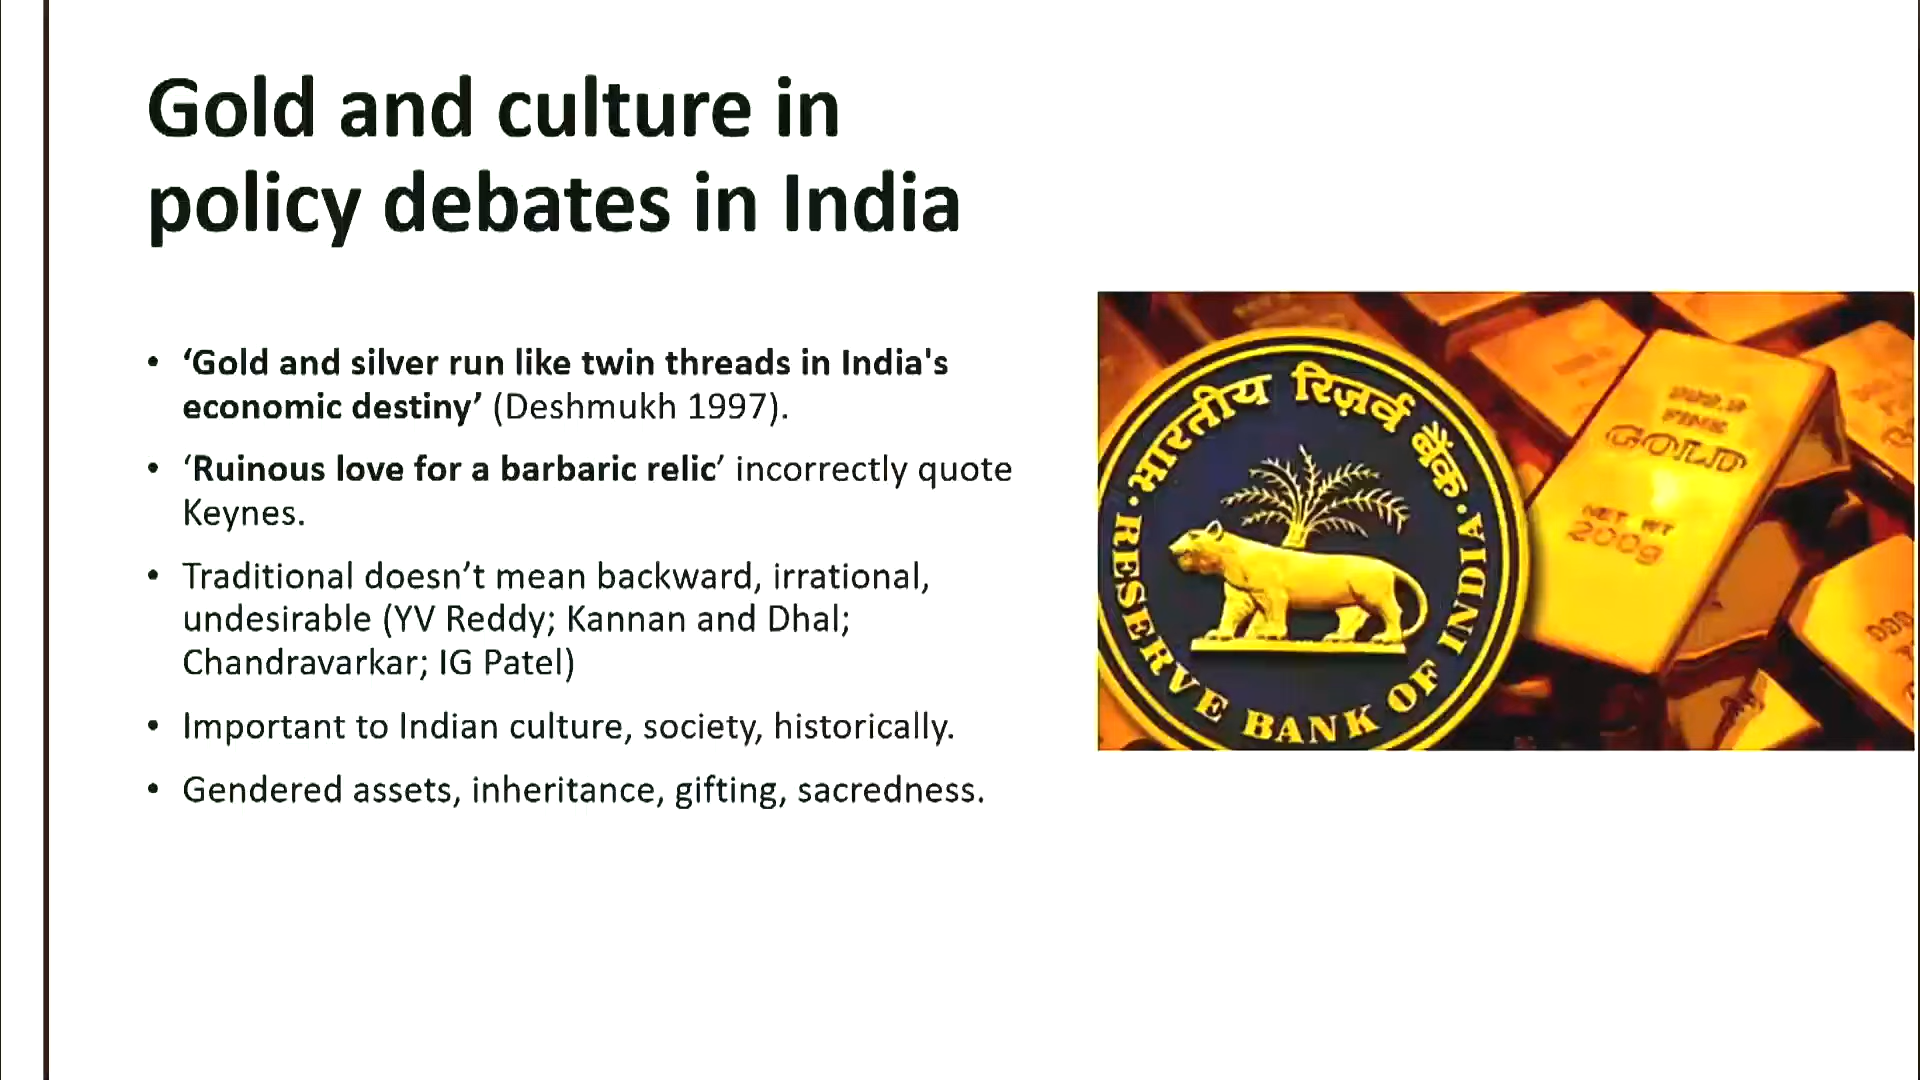 Gold and culture in
policy debates in India
• ‘Gold and silver run like twin threads in India's
economic destiny’ (Deshmukh 1997).
• ‘Ruinous love for a barbaric relic’ incorrectly quote
Keynes.
• Traditional doesn’t mean backward, irrational,
undesirable (YV Reddy; Kannan and Dhal;
Chandravarkar; IG Patel)
• Important to Indian culture, society, historically.
• Gendered assets, inheritance, gifting, sacredness.
भारतीय रिज़र्व बैंक
RESERVE BANK OF INDIA
FINE
GOLD
NET WT
200g